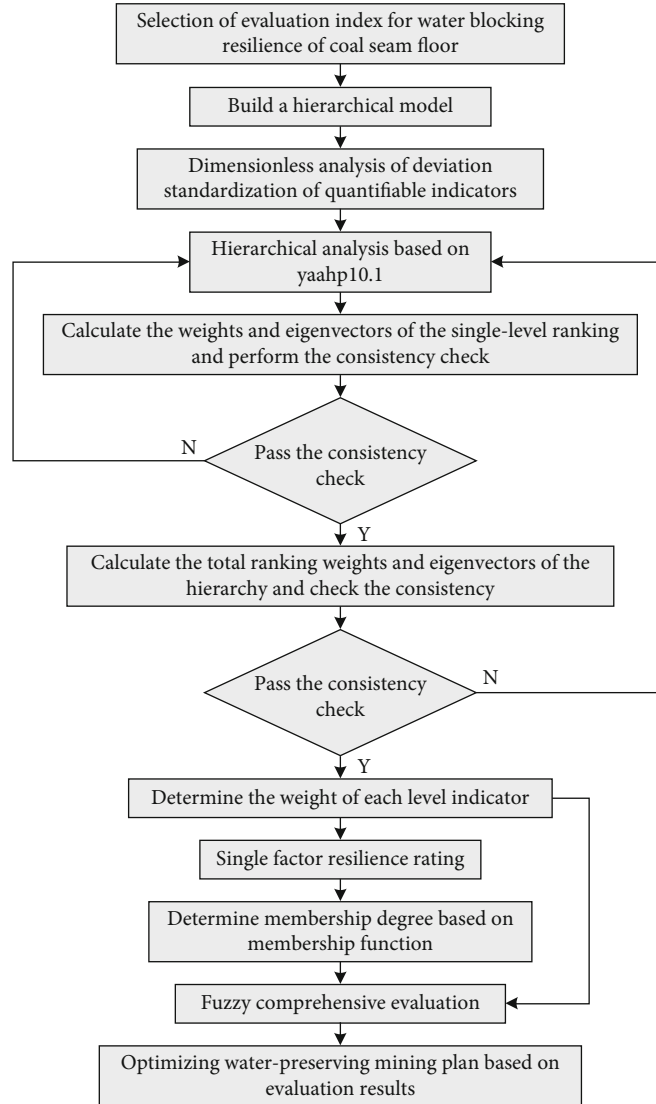 Selection of evaluation index for water blocking
resilience of coal seam floor
Build a hierarchical model
Dimensionless analysis of deviation
standardization of quantifiable indicators
Hierarchical analysis based on
yaahp10.1
Calculate the weights and eigenvectors of the single-level ranking
and perform the consistency check
N
Pass the consistency
check
Y
Calculate the total ranking weights and eigenvectors of the
hierarchy and check the consistency
Pass the consistency
check
N
Y
Determine the weight of each level indicator
Single factor resilience rating
Determine membership degree based on
membership function
Fuzzy comprehensive evaluation
Optimizing water-preserving mining plan based on
evaluation results